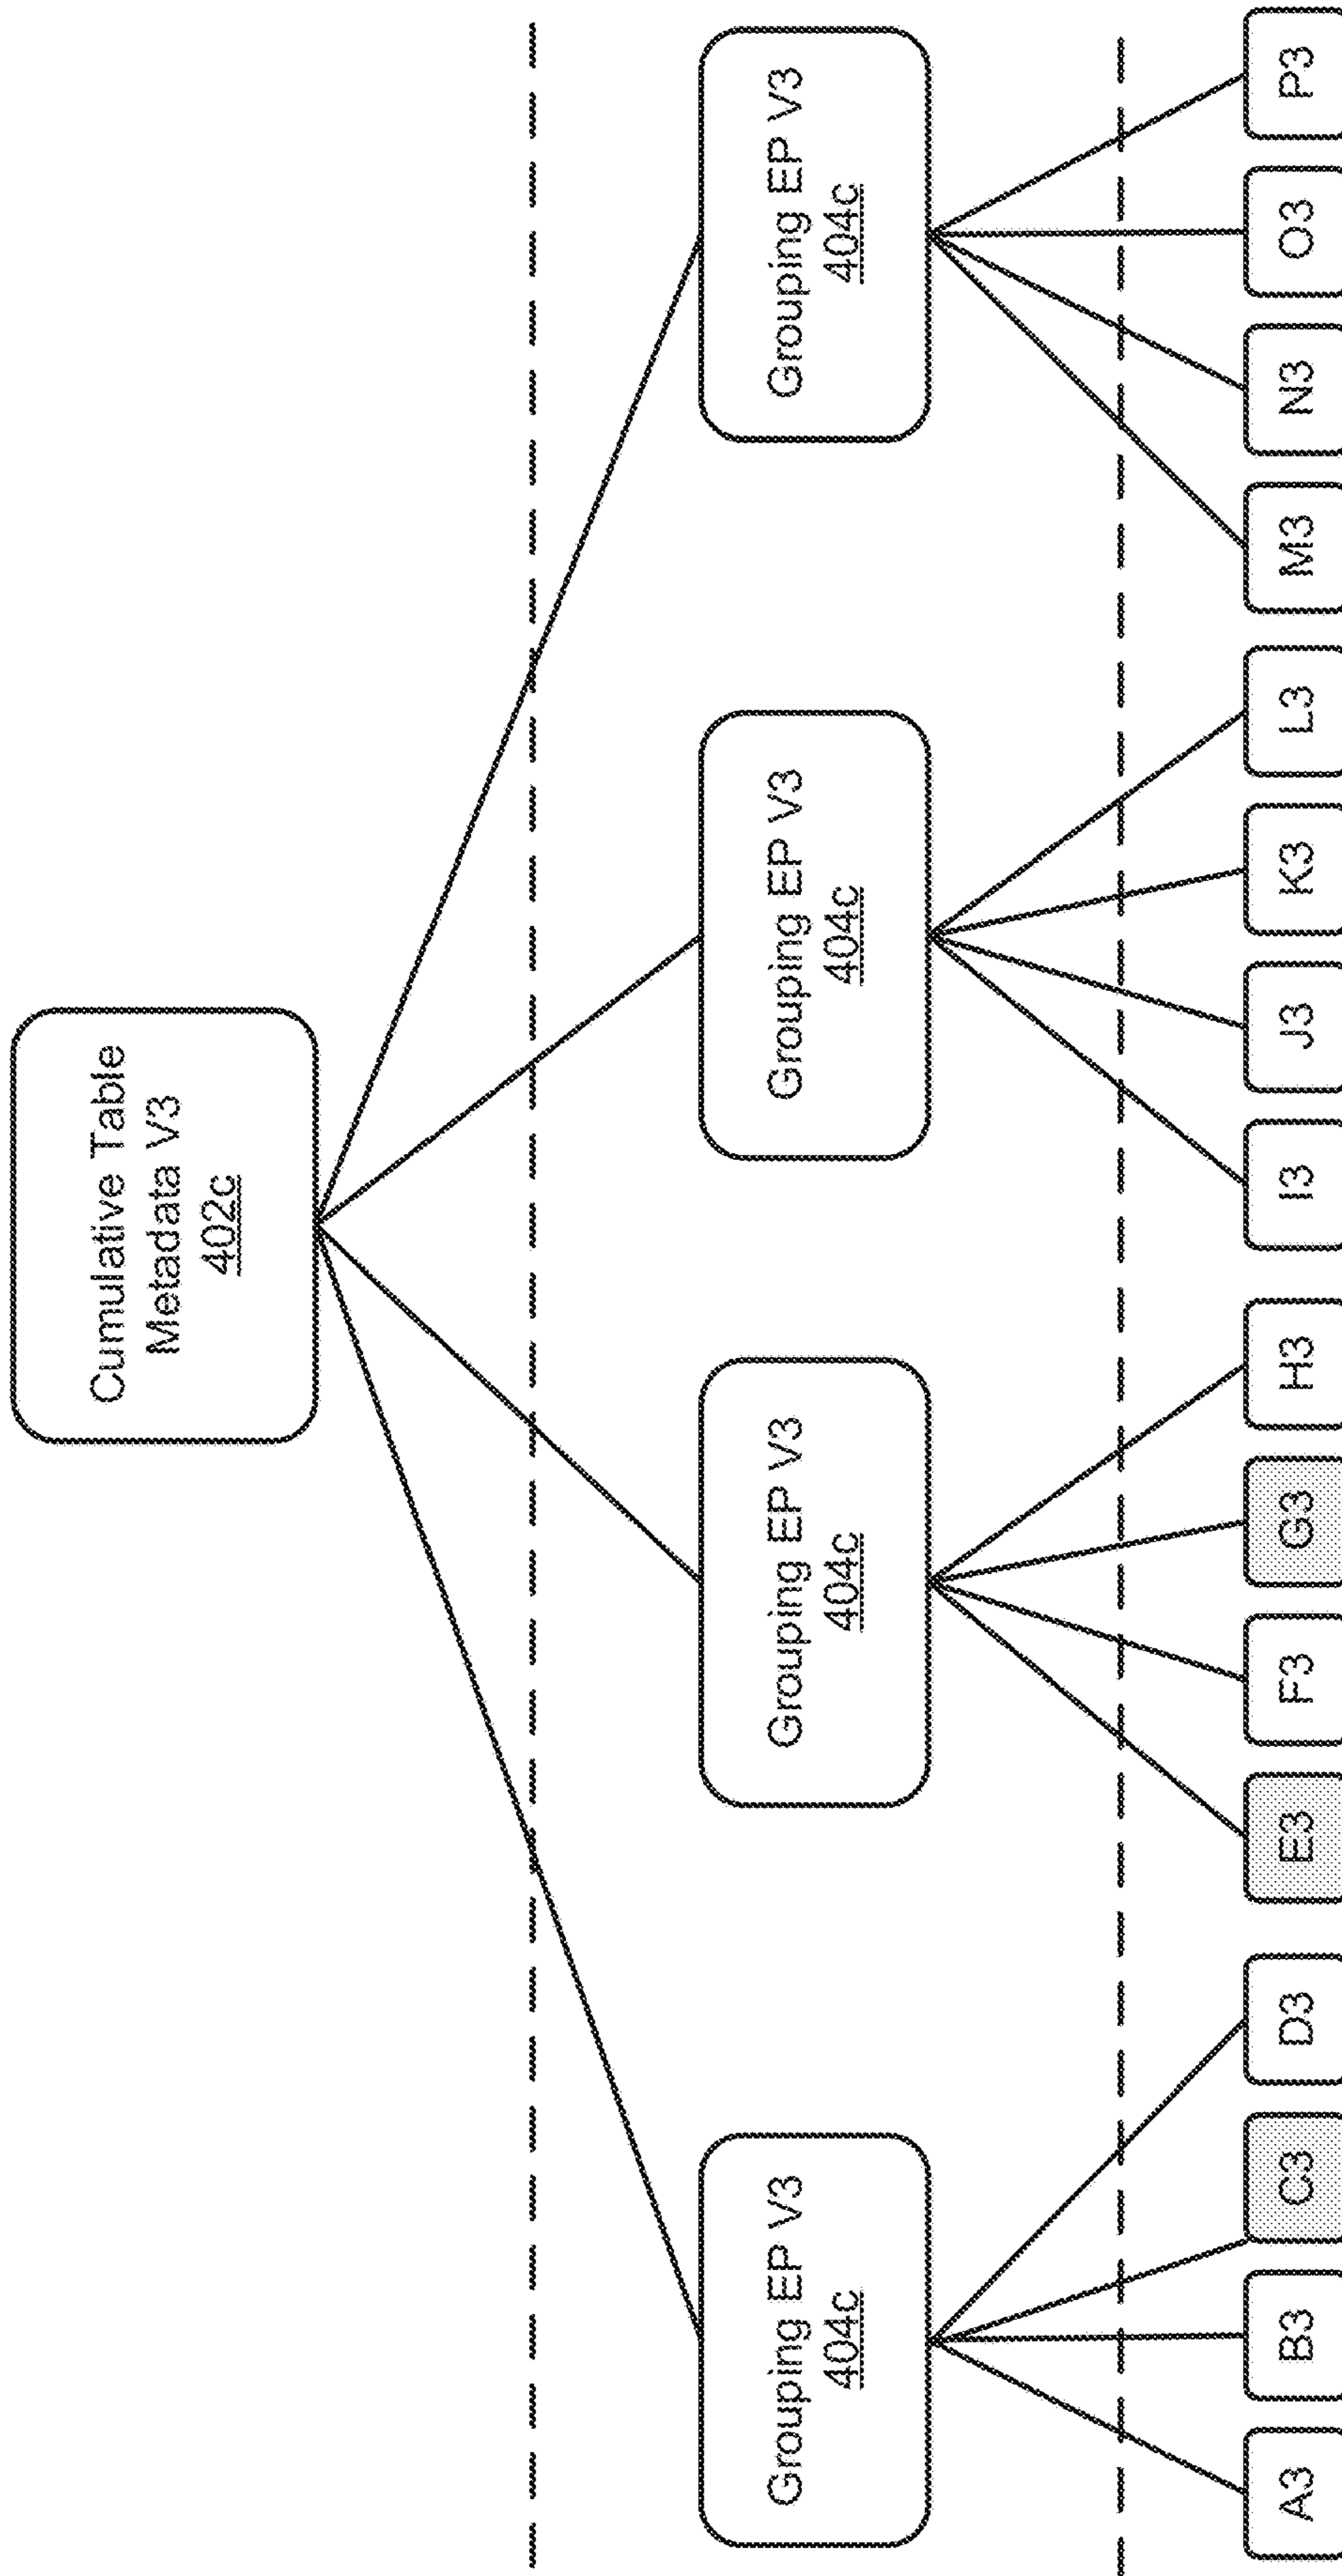 Cumulative Table
Metadata V3
402c
Grouping EP V3
404c
Grouping EP V3
404c
Grouping EP V3
404c
Grouping EP V3
404c
A3
B3
C3
D3
E3
F3
G3
H3
I3
J3
K3
L3
M3
N3
O3
P3